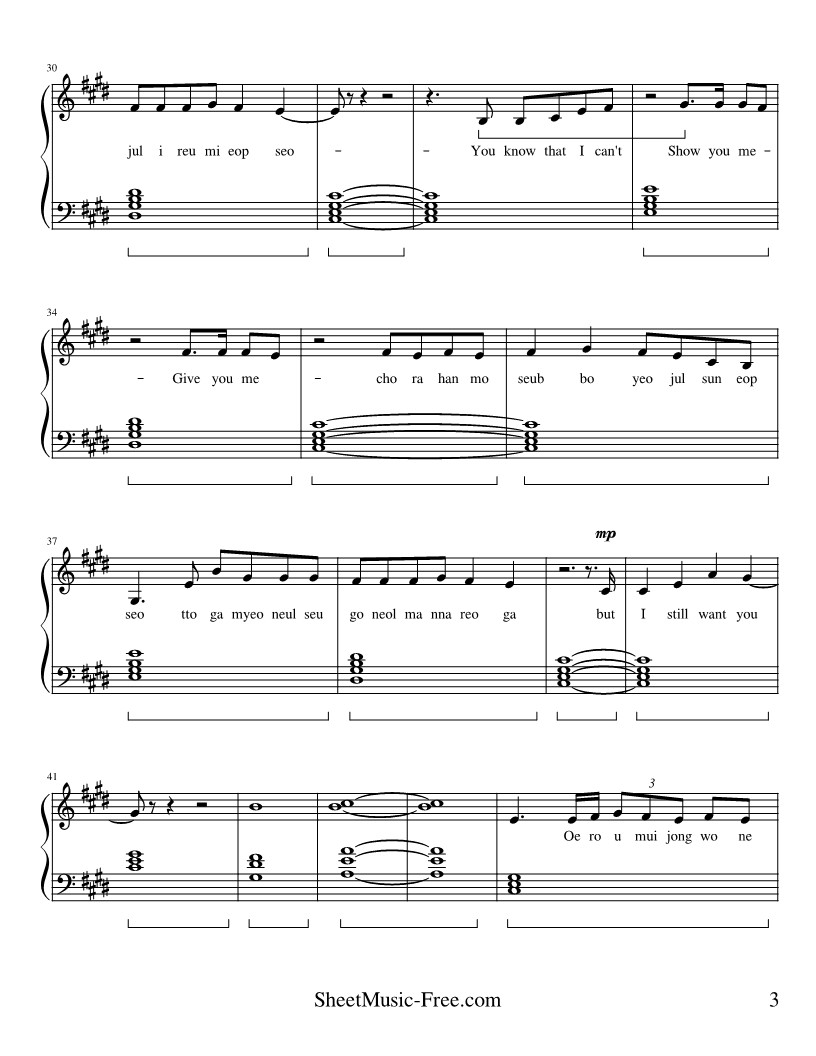 30
jul i reu mi eop seo - - You know that I can't Show you me -
34
- Give you me - cho ra han mo seub bo yeo jul sun eop
37
mp
seo tto ga myeo neul seu go neol ma nna reo ga but I still want you
41
3
Oe ro u mui jong wo ne
SheetMusic-Free.com 3